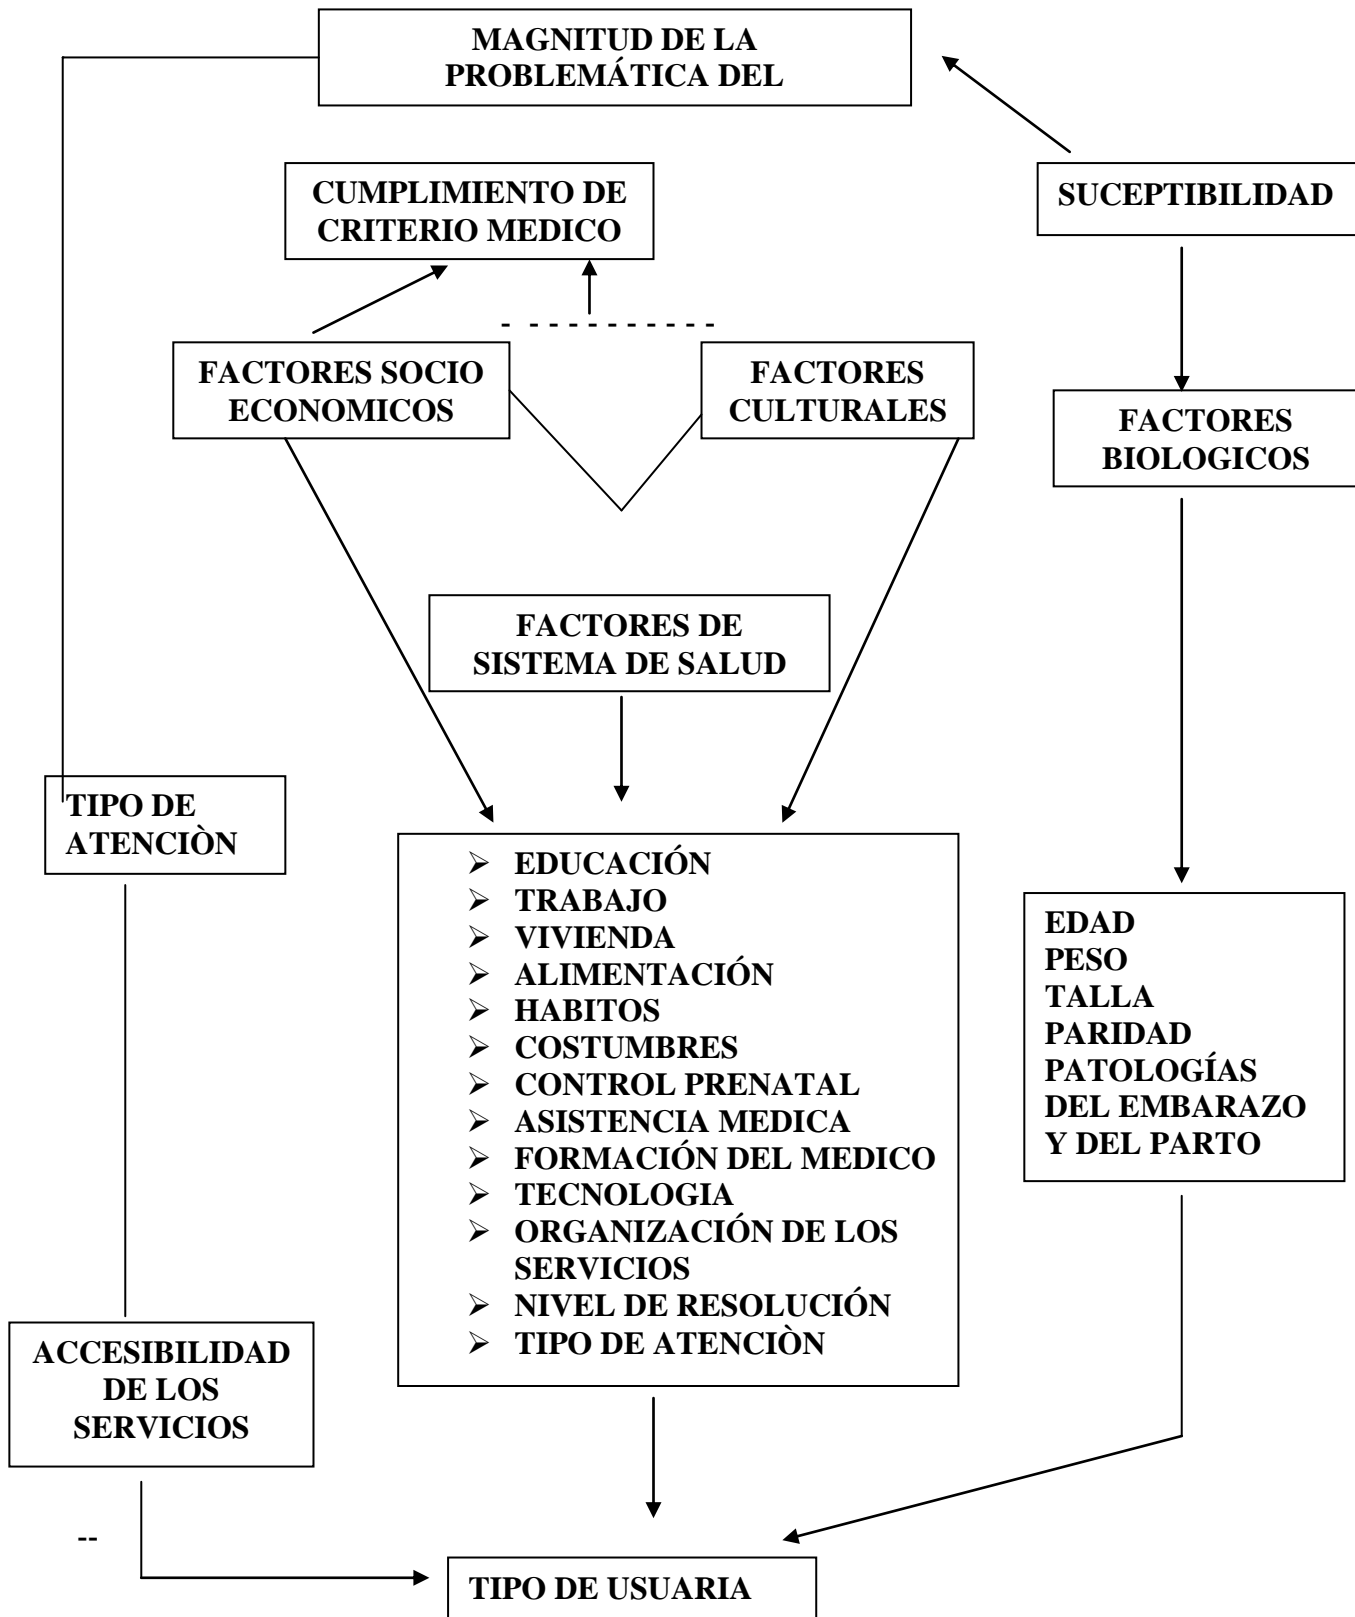 MAGNITUD DE LA
PROBLEMÁTICA DEL
CUMPLIMIENTO DE
CRITERIO MEDICO
SUCEPTIBILIDAD
FACTORES SOCIO
ECONOMICOS
FACTORES
CULTURALES
FACTORES
BIOLOGICOS
FACTORES DE
SISTEMA DE SALUD
TIPO DE
ATENCIÒN
➢ EDUCACIÓN
➢ TRABAJO
➢ VIVIENDA
➢ ALIMENTACIÓN
➢ HABITOS
➢ COSTUMBRES
➢ CONTROL PRENATAL
➢ ASISTENCIA MEDICA
➢ FORMACIÓN DEL MEDICO
➢ TECNOLOGIA
➢ ORGANIZACIÓN DE LOS
SERVICIOS
➢ NIVEL DE RESOLUCIÓN
➢ TIPO DE ATENCIÒN
EDAD
PESO
TALLA
PARIDAD
PATOLOGÍAS
DEL EMBARAZO
Y DEL PARTO
ACCESIBILIDAD
DE LOS
SERVICIOS
--
TIPO DE USUARIA